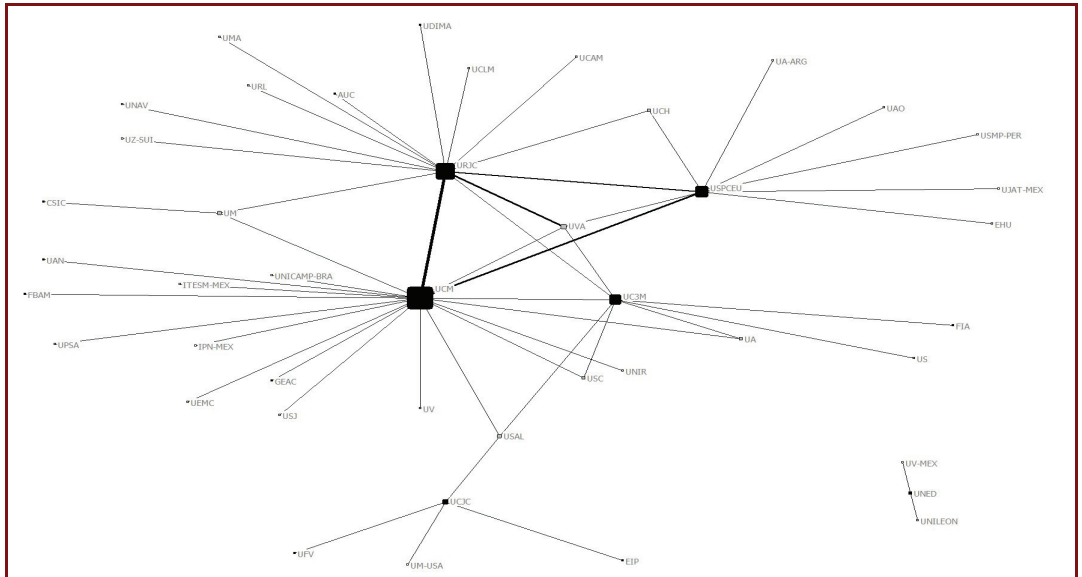 UDIMA
UMA
UCLM
UCAM
UA-ARG
URL
AUC
UNAV
UCH
UAO
UZ-SUI
USMP-PER
URJC
USPCEU
UJAT-MEX
CSIC
UM
UVA
EHU
UAN
UNICAMP-BRA
ITESM-MEX
UCM
FBAM
UC3M
FIA
UPSA
IPN-MEX
UA
US
GEAC
USC
UNIR
UEMC
USJ
UV
USAL
UV-MEX
UNED
UCJC
UNILEON
UFV
UM-USA
EIP